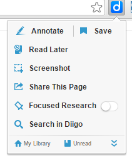 Annotate Save
Read Later
Screenshot
Share This Page
Focused Research
Search in Diigo
My Library Unread